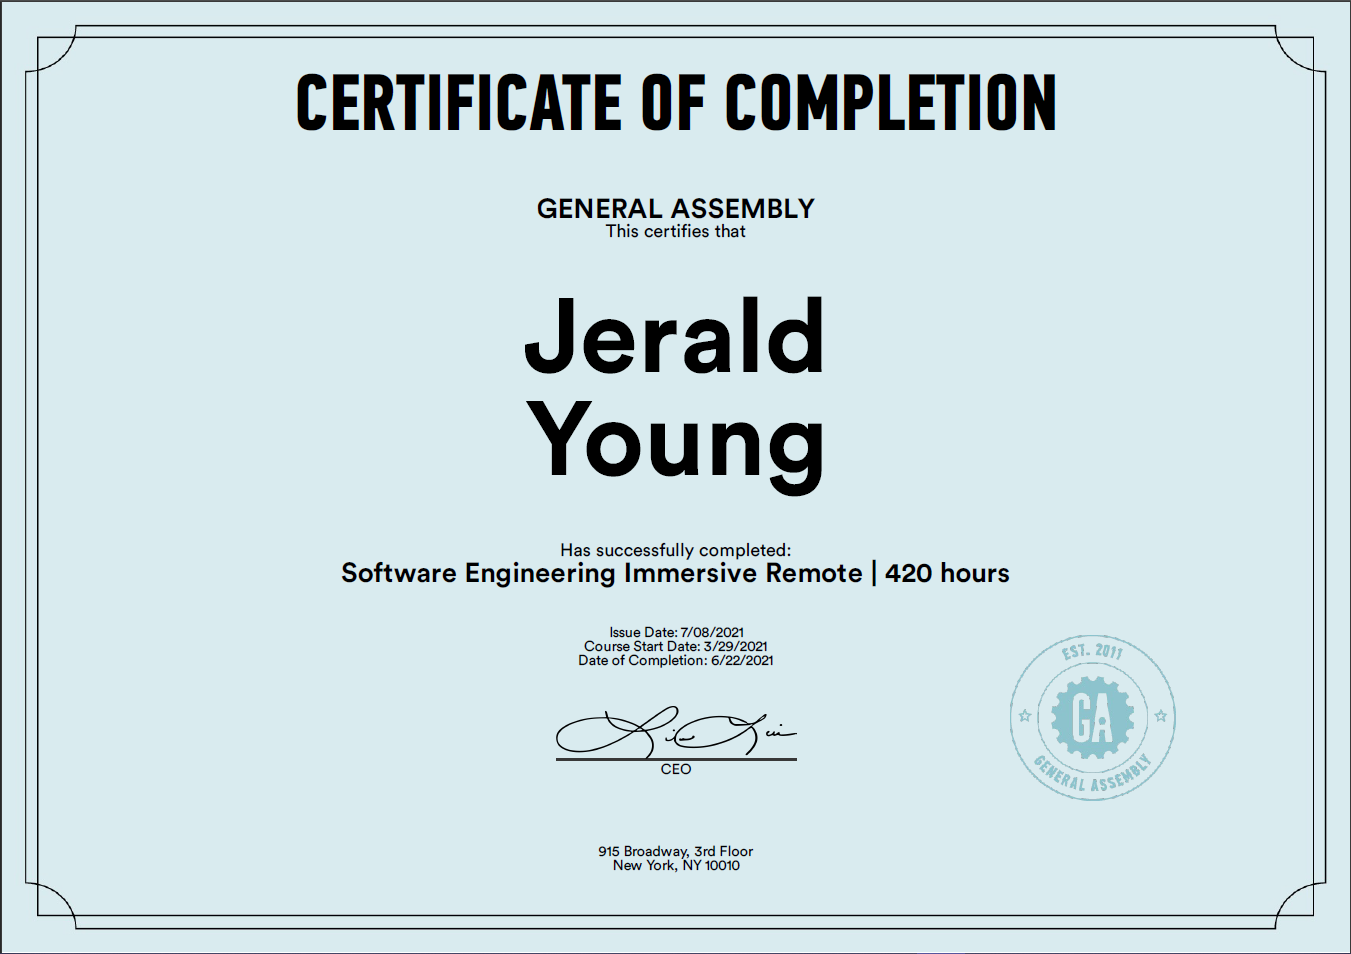 CERTIFICATE OF COMPLETION
GENERAL ASSEMBLY
This certifies that
Jerald
Young
Has successfully completed:
Software Engineering Immersive Remote | 420 hours
Issue Date: 7/08/2021
Course Start Date: 3/29/2021
Date of Completion: 6/22/2021
CEO
EST. 2011
GA
GENERAL ASSEMBLY
915 Broadway, 3rd Floor
New York, NY 10010